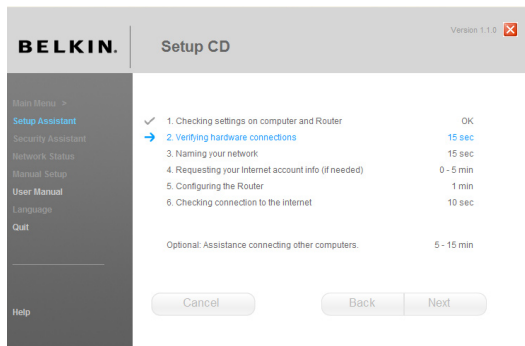 BELKIN.
Setup CD
Version 1.1.0
Main Menu >
Setup Assistant
Security Assistant
Network Status
Manual Setup
User Manual
Language
Quit
Help
1. Checking settings on computer and Router OK
2. Verifying hardware connections 15 sec
3. Naming your network 15 sec
4. Requesting your Internet account info (if needed) 0 - 5 min
5. Configuring the Router 1 min
6. Checking connection to the internet 10 sec
Optional: Assistance connecting other computers. 5 - 15 min
Cancel
Back
Next